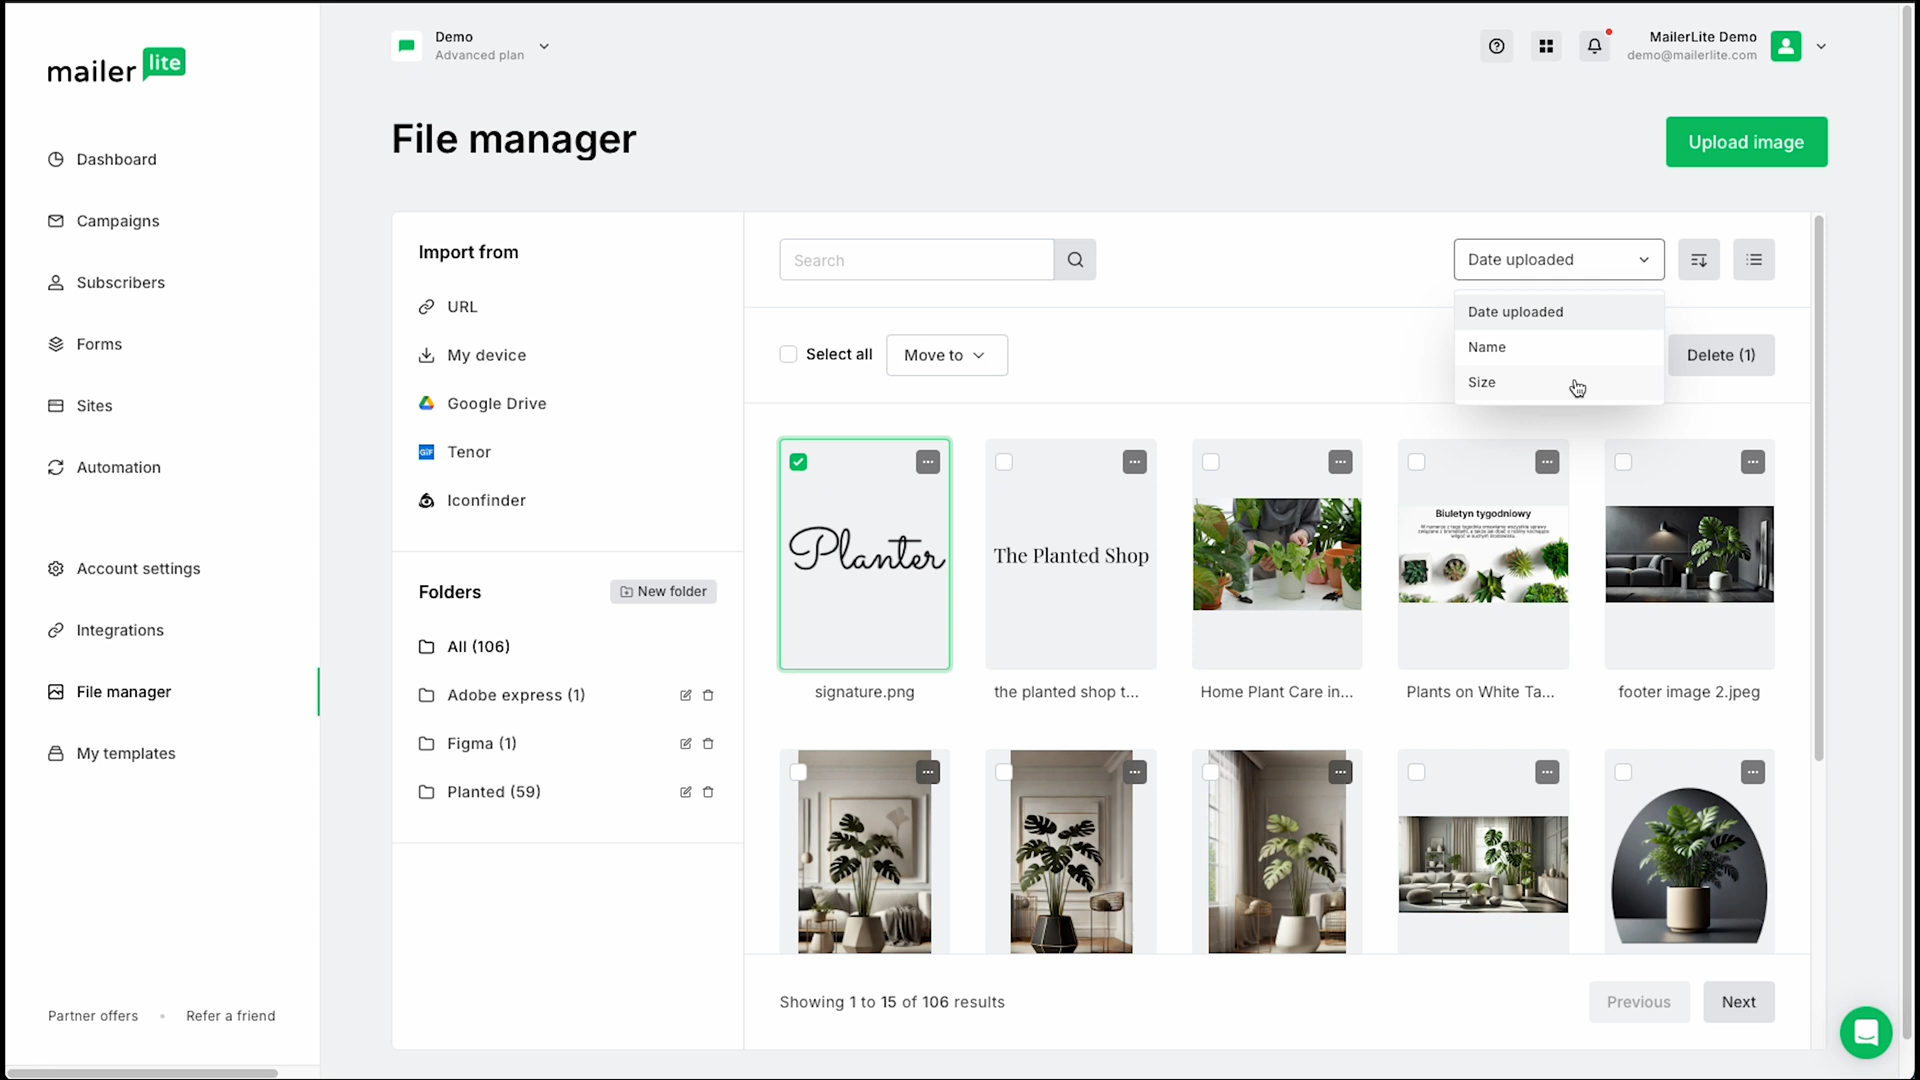 mailer lite
Dashboard
Campaigns
Subscribers
Forms
Sites
Automation
Account settings
Integrations
File manager
My templates
Partner offers • Refer a friend
Demo
Advanced plan
MailerLite Demo
demo@mailerlite.com
File manager
Upload image
Import from
URL
My device
Google Drive
GIF Tenor
Iconfinder
Folders
New folder
All (106)
Adobe express (1)
Figma (1)
Planted (59)
Search
Date uploaded
Date uploaded
Name
Size
Select all
Move to
Delete (1)
Planter
The Planted Shop
Biuletyn tygodniowy
signature.png
the planted shop t...
Home Plant Care in...
Plants on White Ta...
footer image 2.jpeg
Showing 1 to 15 of 106 results
Previous
Next